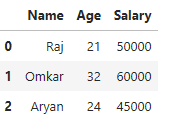 Name Age Salary
0 Raj 21 50000
1 Omkar 32 60000
2 Aryan 24 45000